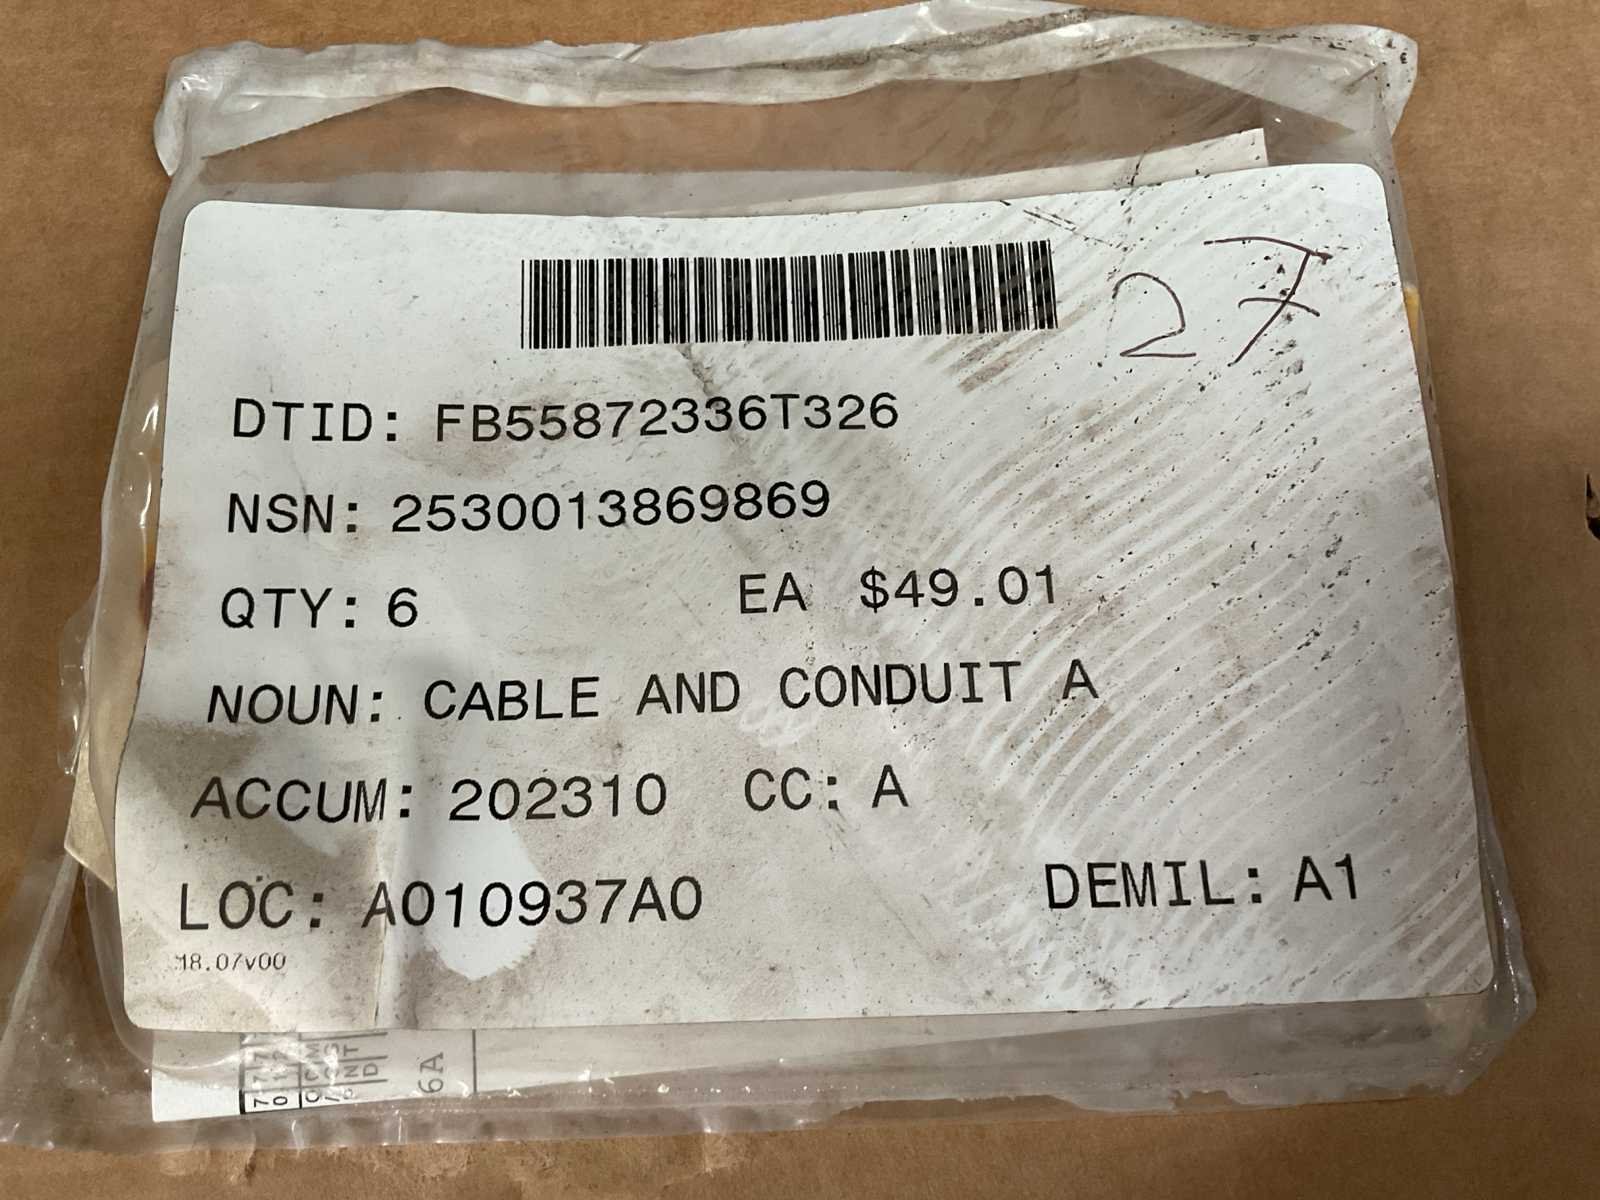 27
DTID: FB55872336T326
NSN: 2530013869869
QTY: 6 EA $49.01
NOUN: CABLE AND CONDUIT A
ACCUM: 202310 CC: A
LOC: A010937A0 DEMIL: A1
18.07v00
6A